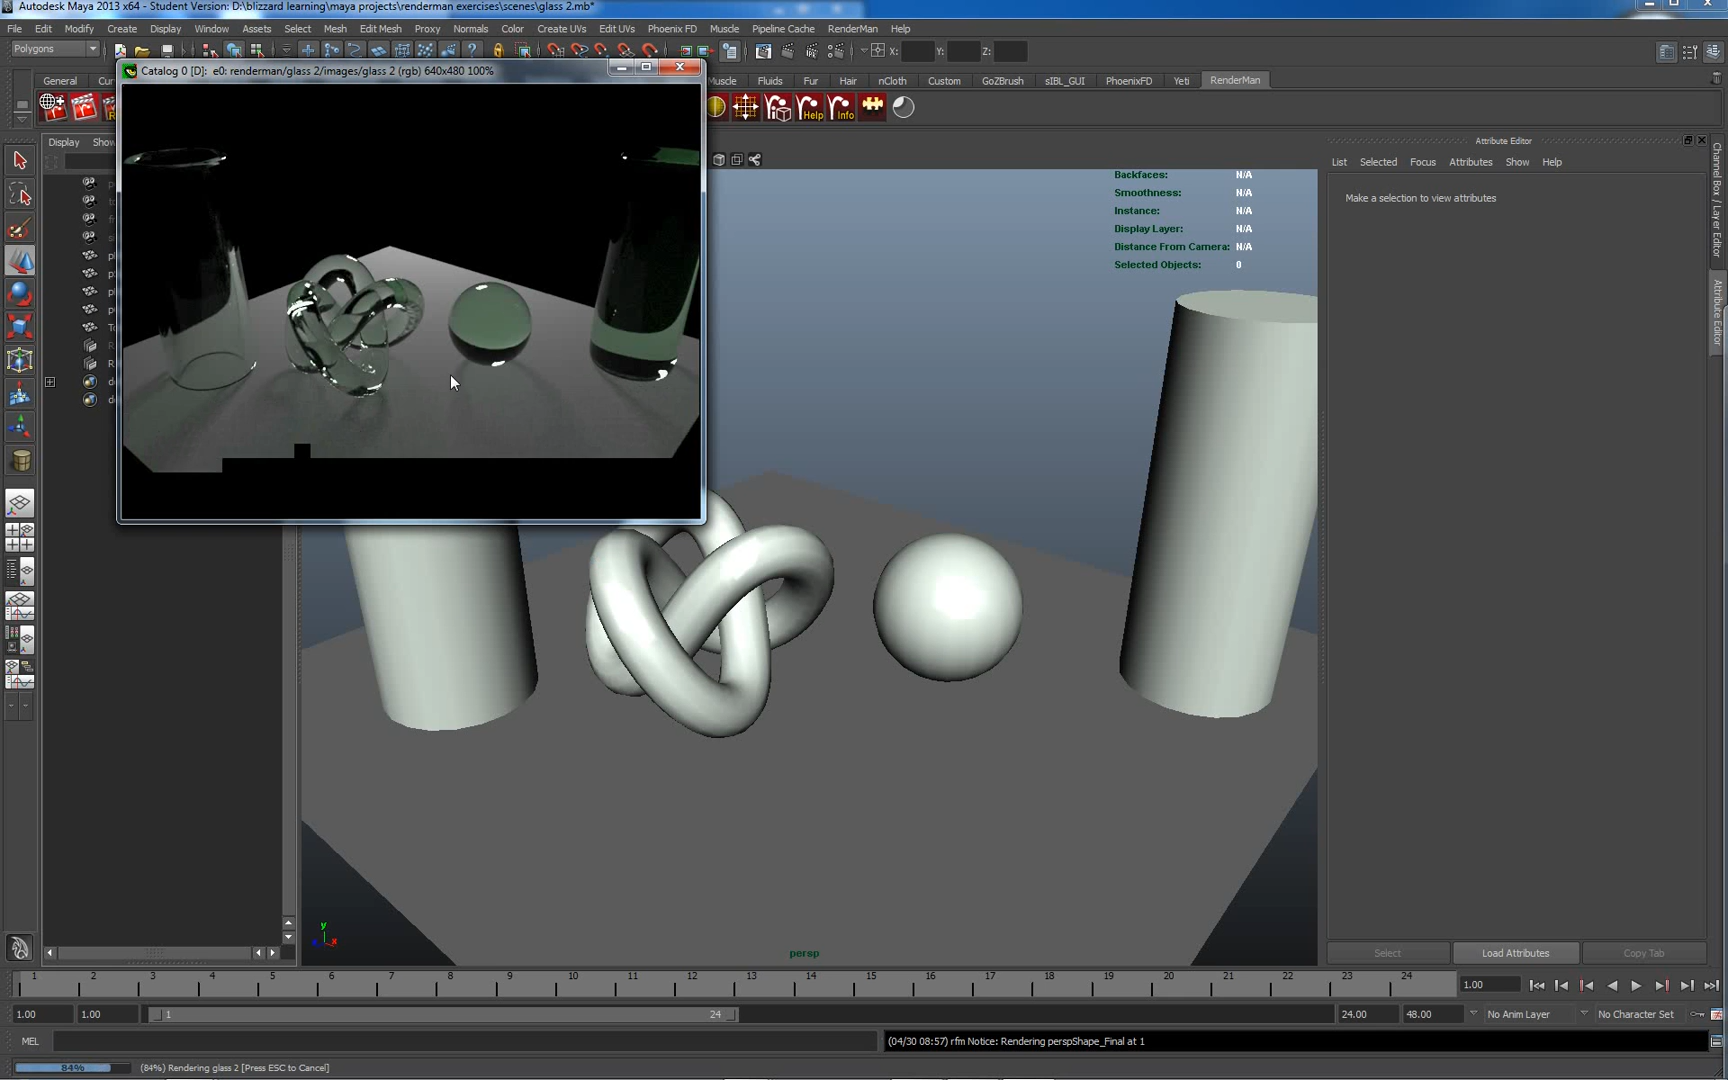 Autodesk Maya 2013 x64 - Student Version: D:\blizzard learning\maya projects\renderman exercises\scenes\glass 2.mb*
File Edit Modify Create Display Window Assets Select Mesh Edit Mesh Proxy Normals Color Create UVs Edit UVs Phoenix FD Muscle Pipeline Cache RenderMan Help
Polygons X: Y: Z:
Catalog 0 [D]: e0: renderman/glass 2/images/glass 2 (rgb) 640x480 100%
General Cur Muscle Fluids Fur Hair nCloth Custom GoZBrush sIBL_GUI PhoenixFD Yeti RenderMan
Help Info
Display Show
Attribute Editor
List Selected Focus Attributes Show Help
Make a selection to view attributes
Channel Box / Layer Editor
Attribute Editor
Backfaces: N/A
Smoothness: N/A
Instance: N/A
Display Layer: N/A
Distance From Camera: N/A
Selected Objects: 0
y
x
persp
Select Load Attributes Copy Tab
1 2 3 4 5 6 7 8 9 10 11 12 13 14 15 16 17 18 19 20 21 22 23 24 1.00
1.00 1.00 1 24 24.00 48.00 No Anim Layer No Character Set
MEL (04/30 08:57) rfm Notice: Rendering perspShape_Final at 1
84% (84%) Rendering glass 2 [Press ESC to Cancel]